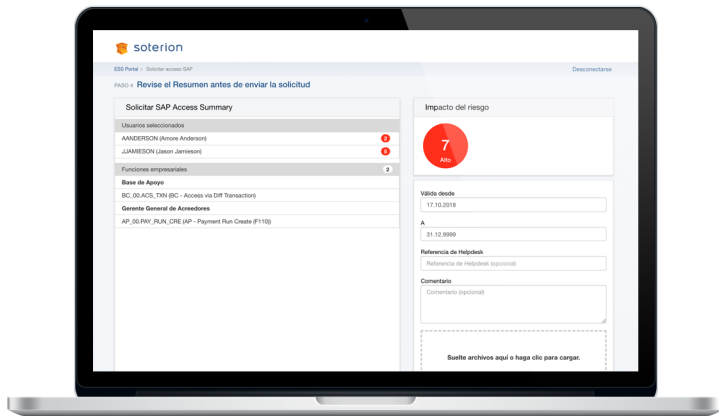 soterion
ESS Portal > Solicitar access SAP
Desconectarse
PASO 4 Revise el Resumen antes de enviar la solicitud
Solicitar SAP Access Summary
Usuarios seleccionados
AANDERSON (Amore Anderson) 2
JJAMIESON (Jason Jamieson) 5
Funciones empresariales 2
Base de Apoyo
BC_00.ACS_TXN (BC - Access via Diff Transaction)
Gerente General de Acreedores
AP_00.PAY_RUN_CRE (AP - Payment Run Create (F110))
Impacto del riesgo
7
Alto
Válida desde
17.10.2018
A
31.12.9999
Referencia de Helpdesk
Referencia de Helpdesk (opcional)
Comentario
Comentario (opcional)
Suelte archivos aquí o haga clic para cargar.